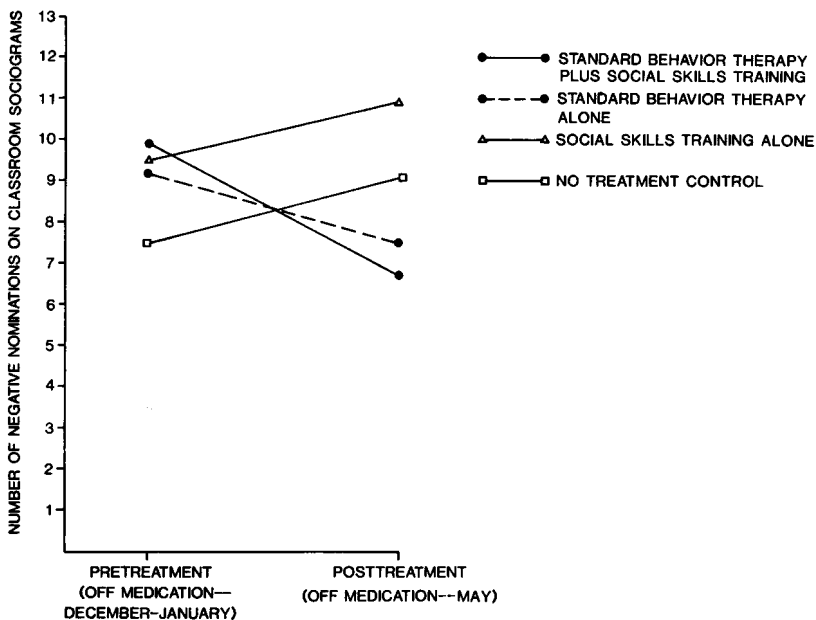 NUMBER OF NEGATIVE NOMINATIONS ON CLASSROOM SOCIOGRAMS
13
12
11
10
9
8
7
6
5
4
3
2
1
STANDARD BEHAVIOR THERAPY
PLUS SOCIAL SKILLS TRAINING
STANDARD BEHAVIOR THERAPY
ALONE
SOCIAL SKILLS TRAINING ALONE
NO TREATMENT CONTROL
PRETREATMENT
(OFF MEDICATION--
DECEMBER-JANUARY)
POSTTREATMENT
(OFF MEDICATION--MAY)